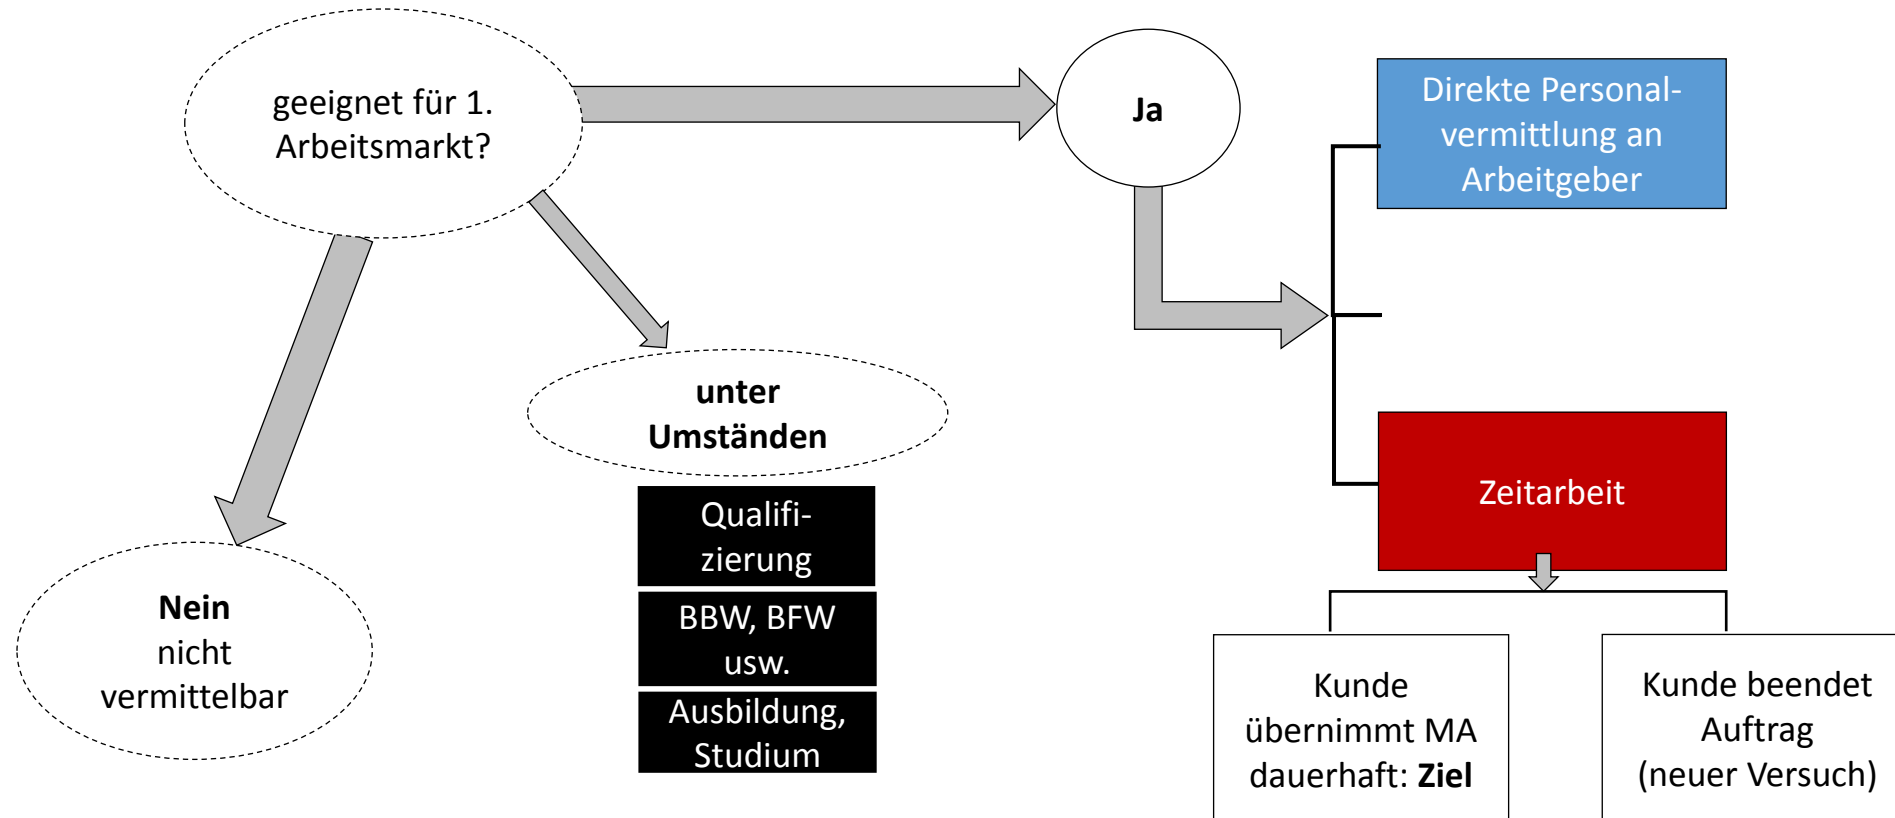 geeignet für 1.
Arbeitsmarkt?
Ja
Direkte Personal-
vermittlung an
Arbeitgeber
unter
Umständen
Qualifi-
zierung
BBW, BFW
usw.
Ausbildung,
Studium
Nein
nicht
vermittelbar
Zeitarbeit
Kunde
übernimmt MA
dauerhaft: Ziel
Kunde beendet
Auftrag
(neuer Versuch)